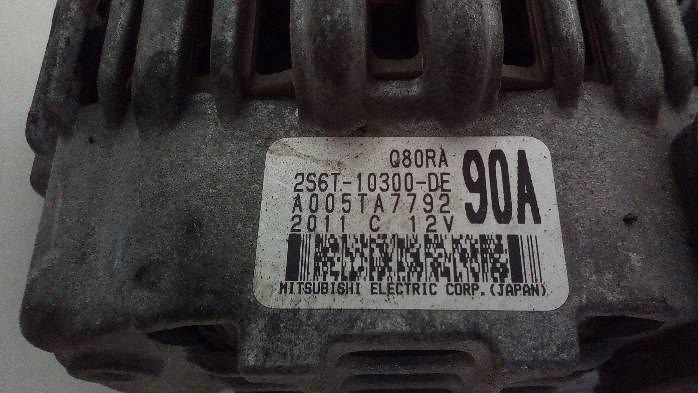 Q80RA
2S6T-10300-DE
90A
A005TA7792
2011 C 12V
MITSUBISHI ELECTRIC CORP.(JAPAN)